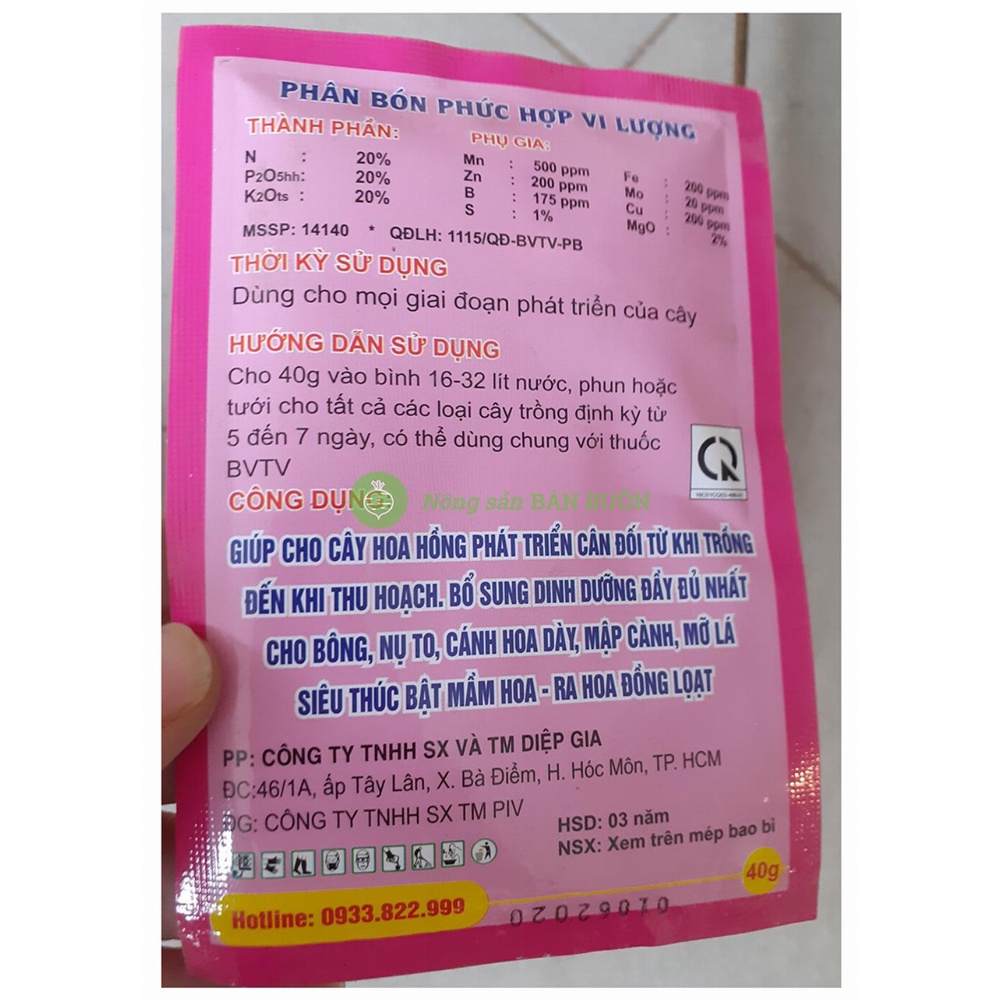 PHÂN BÓN PHỨC HỢP VI LƯỢNG
THÀNH PHẦN:
N : 20%
P2O5hh: 20%
K2Ots : 20%
PHỤ GIA:
Mn : 500 ppm
Zn : 200 ppm
B : 175 ppm
S : 1%
Fe : 200 ppm
Mo : 20 ppm
Cu : 200 ppm
MgO : 2%
MSSP: 14140 * QĐLH: 1115/QĐ-BVTV-PB
THỜI KỲ SỬ DỤNG
Dùng cho mọi giai đoạn phát triển của cây
HƯỚNG DẪN SỬ DỤNG
Cho 40g vào bình 16-32 lít nước, phun hoặc
tưới cho tất cả các loại cây trồng định kỳ từ
5 đến 7 ngày, có thể dùng chung với thuốc
BVTV
CÔNG DỤNG
Nông sản BÁN BUÔN
GIÚP CHO CÂY HOA HỒNG PHÁT TRIỂN CÂN ĐỐI TỪ KHI TRỒNG
ĐẾN KHI THU HOẠCH. BỔ SUNG DINH DƯỠNG ĐẦY ĐỦ NHẤT
CHO BÔNG, NỤ TO, CÁNH HOA DÀY, MẬP CÀNH, MỠ LÁ
SIÊU THÚC BẬT MẦM HOA - RA HOA ĐỒNG LOẠT
PP: CÔNG TY TNHH SX VÀ TM DIỆP GIA
ĐC:46/1A, ấp Tây Lân, X. Bà Điểm, H. Hóc Môn, TP. HCM
ĐG: CÔNG TY TNHH SX TM PIV
HSD: 03 năm
NSX: Xem trên mép bao bì
40g
Hotline: 0933.822.999
01062020